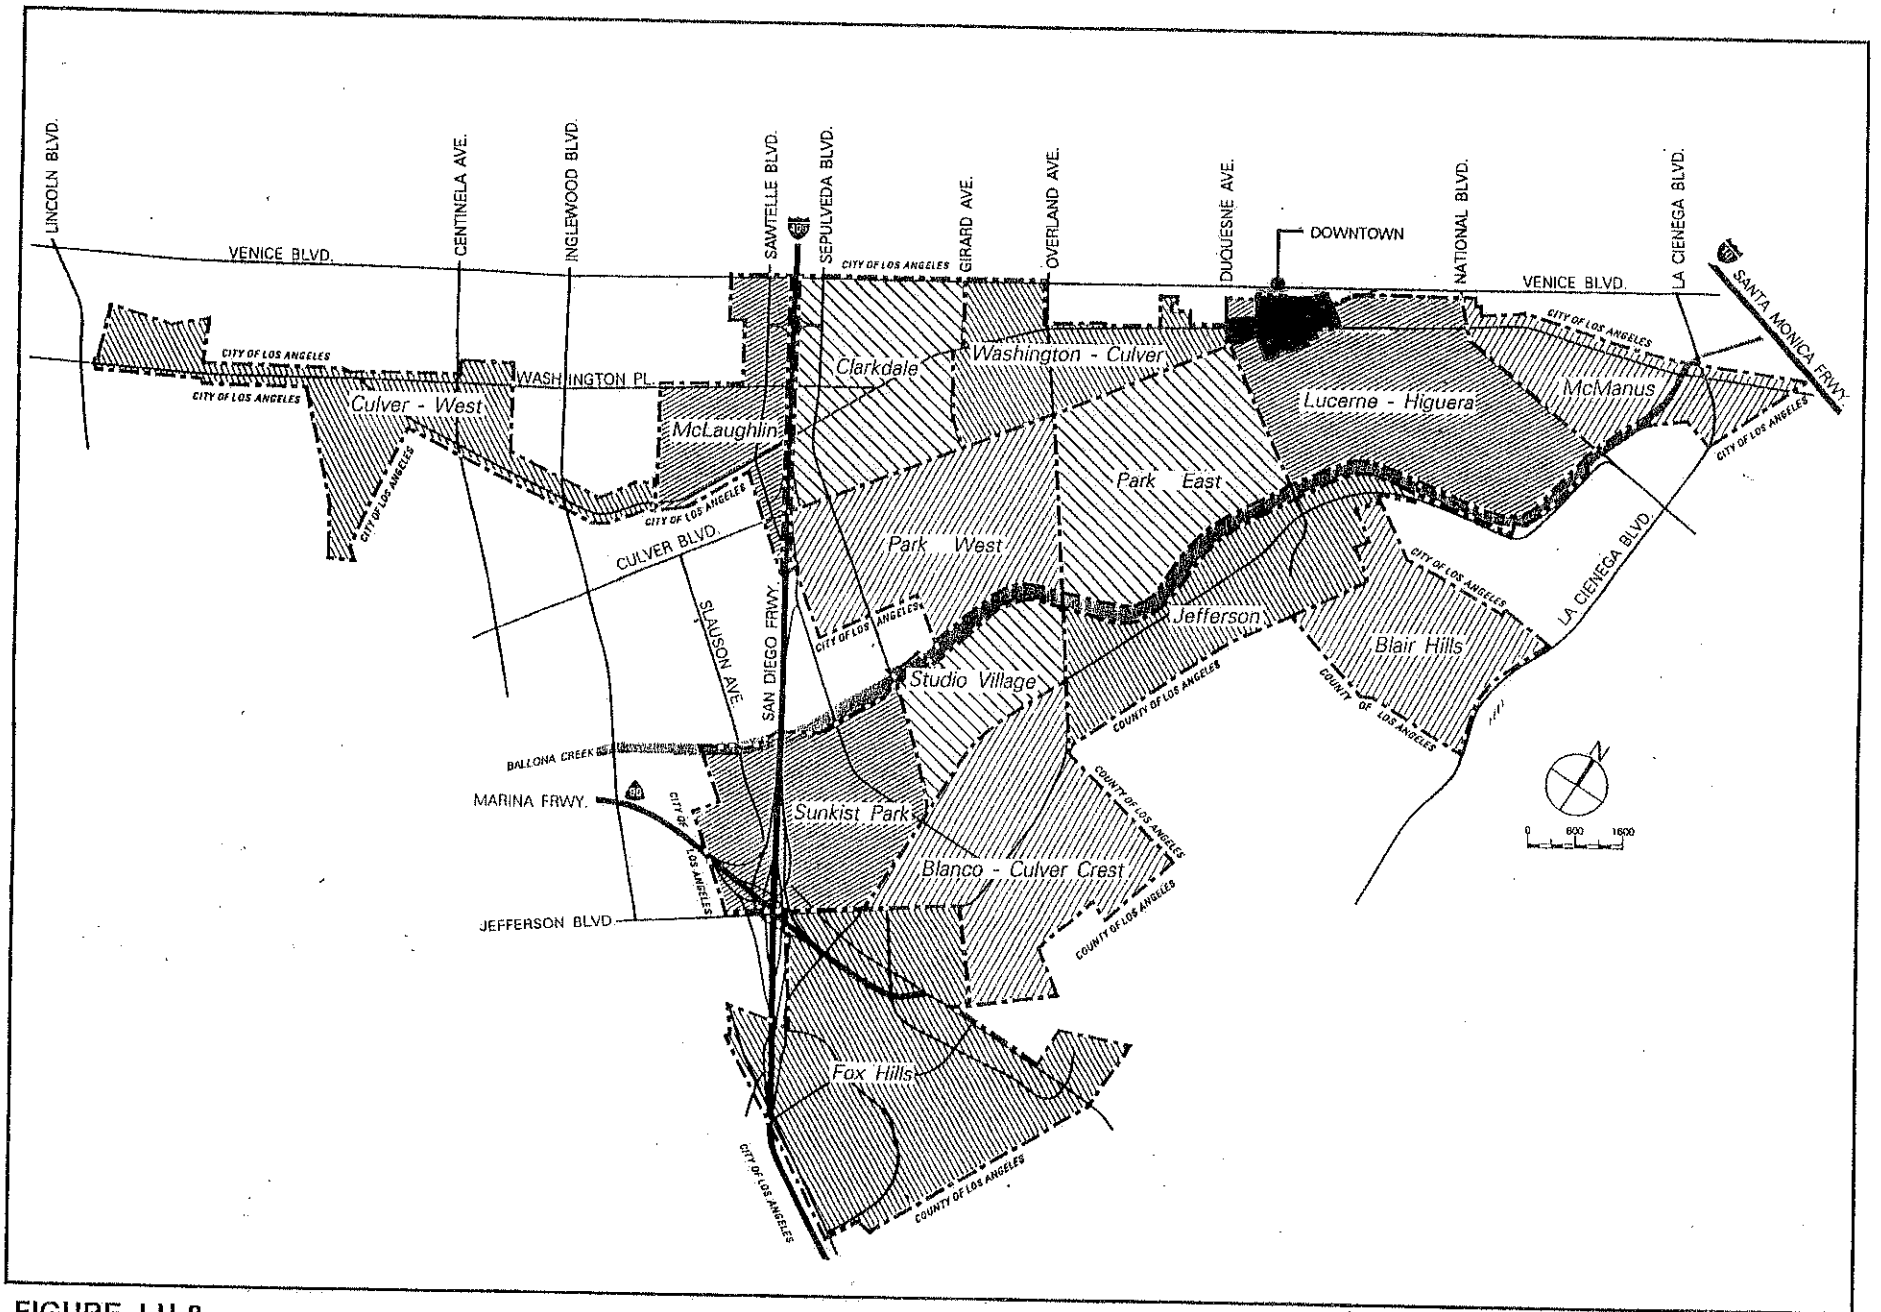 LINCOLN BLVD.
CENTINELA AVE.
INGLEWOOD BLVD.
SAWTELLE BLVD.
405
SEPULVEDA BLVD.
GIRARD AVE.
OVERLAND AVE.
DUQUESNE AVE.
DOWNTOWN
NATIONAL BLVD.
LA CIENEGA BLVD.
10
SANTA MONICA FRWY.
VENICE BLVD.
CITY OF LOS ANGELES
VENICE BLVD.
CITY OF LOS ANGELES
CITY OF LOS ANGELES
WASHINGTON PL.
CITY OF LOS ANGELES
Culver - West
McLaughlin
Clarkdale
Washington - Culver
Lucerne - Higuera
McManus
CITY OF LOS ANGELES
CITY OF LOS ANGELES
CITY OF LOS ANGELES
CULVER BLVD.
Park East
Park West
SLAUSON AVE.
SAN DIEGO FRWY.
CITY OF LOS ANGELES
Jefferson
CITY OF LOS ANGELES
LA CIENEGA BLVD.
Blair Hills
Studio Village
COUNTY OF LOS ANGELES
COUNTY OF LOS ANGELES
BALLONA CREEK
MARINA FRWY.
90
CITY OF LOS ANGELES
Sunkist Park
COUNTY OF LOS ANGELES
Blanco - Culver Crest
COUNTY OF LOS ANGELES
N
0 800 1600
JEFFERSON BLVD.
Fox Hills
CITY OF LOS ANGELES
COUNTY OF LOS ANGELES